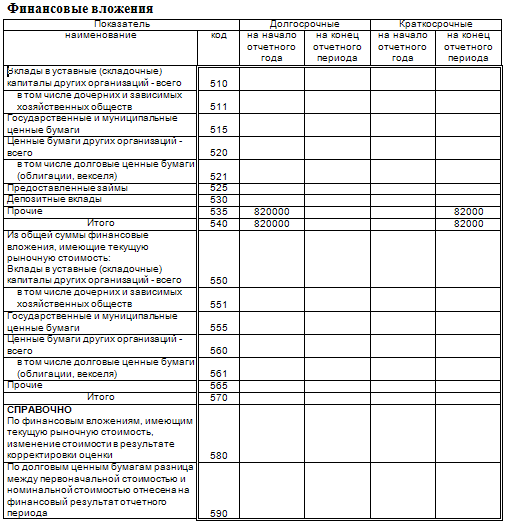 Финансовые вложения
Показатель Долгосрочные Краткосрочные
наименование код на начало отчетного года на конец отчетного периода на начало отчетного года на конец отчетного периода
Вклады в уставные (складочные)
капиталы других организаций - всего 510
в том числе дочерних и зависимых
хозяйственных обществ 511
Государственные и муниципальные
ценные бумаги 515
Ценные бумаги других организаций -
всего 520
в том числе долговые ценные бумаги
(облигации, векселя) 521
Предоставленные займы 525
Депозитные вклады 530
Прочие 535 820000 82000
Итого 540 820000 82000
Из общей суммы финансовые
вложения, имеющие текущую
рыночную стоимость:
Вклады в уставные (складочные)
капиталы других организаций - всего 550
в том числе дочерних и зависимых
хозяйственных обществ 551
Государственные и муниципальные
ценные бумаги 555
Ценные бумаги других организаций -
всего 560
в том числе долговые ценные бумаги
(облигации, векселя) 561
Прочие 565
Итого 570
СПРАВОЧНО
По финансовым вложениям, имеющим
текущую рыночную стоимость,
изменение стоимости в результате
корректировки оценки 580
По долговым ценным бумагам разница
между первоначальной стоимостью и
номинальной стоимостью отнесена на
финансовый результат отчетного
периода 590